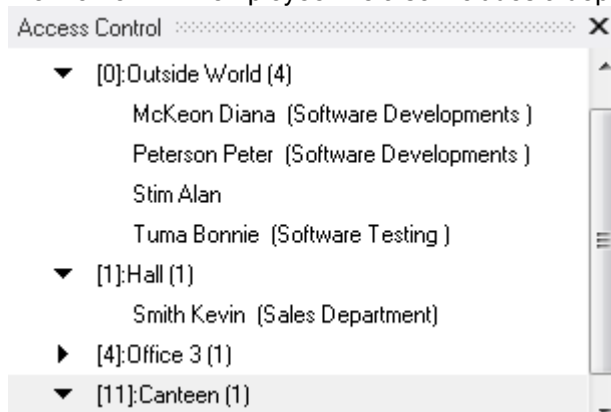 Access Control
[0]:Outside World (4)
McKeon Diana (Software Developments )
Peterson Peter (Software Developments )
Stim Alan
Tuma Bonnie (Software Testing )
[1]:Hall (1)
Smith Kevin (Sales Department)
[4]:Office 3 (1)
[11]:Canteen (1)